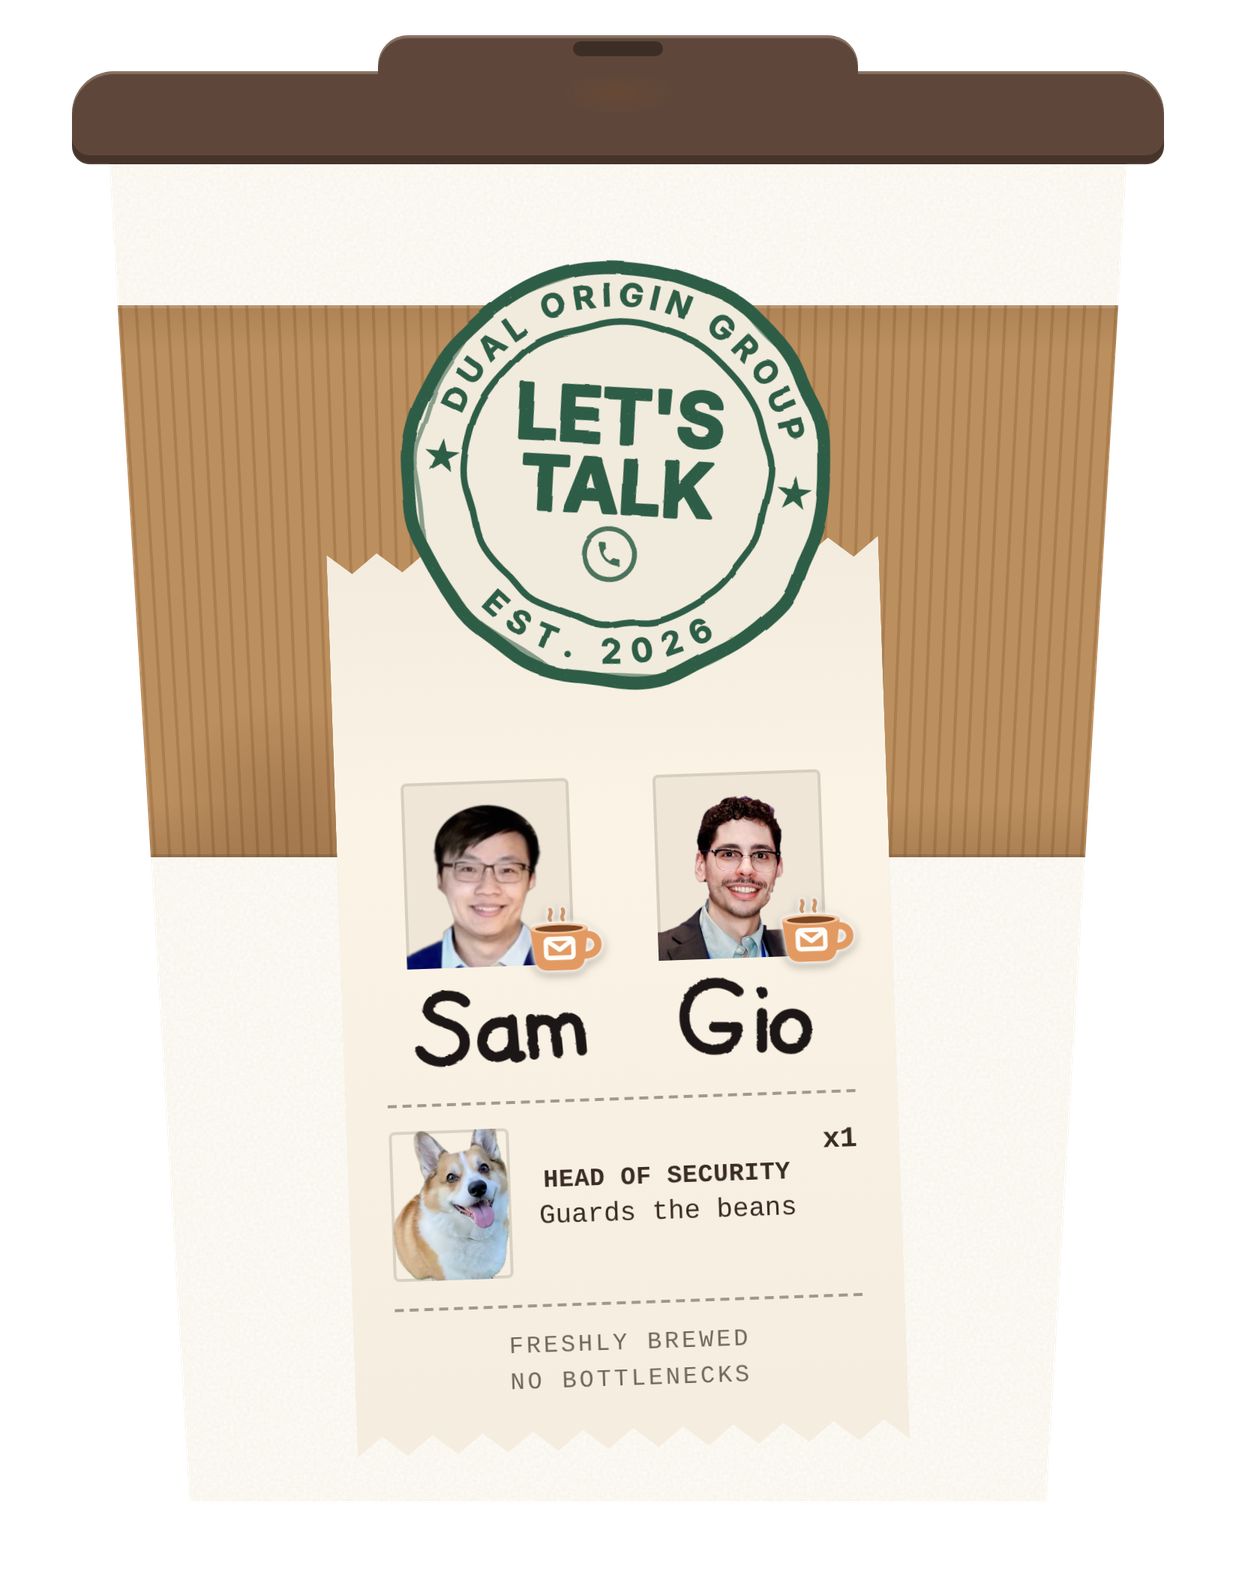 DUAL ORIGIN GROUP
LET'S
TALK
EST. 2026
Sam
Gio
x1
HEAD OF SECURITY
Guards the beans
FRESHLY BREWED
NO BOTTLENECKS